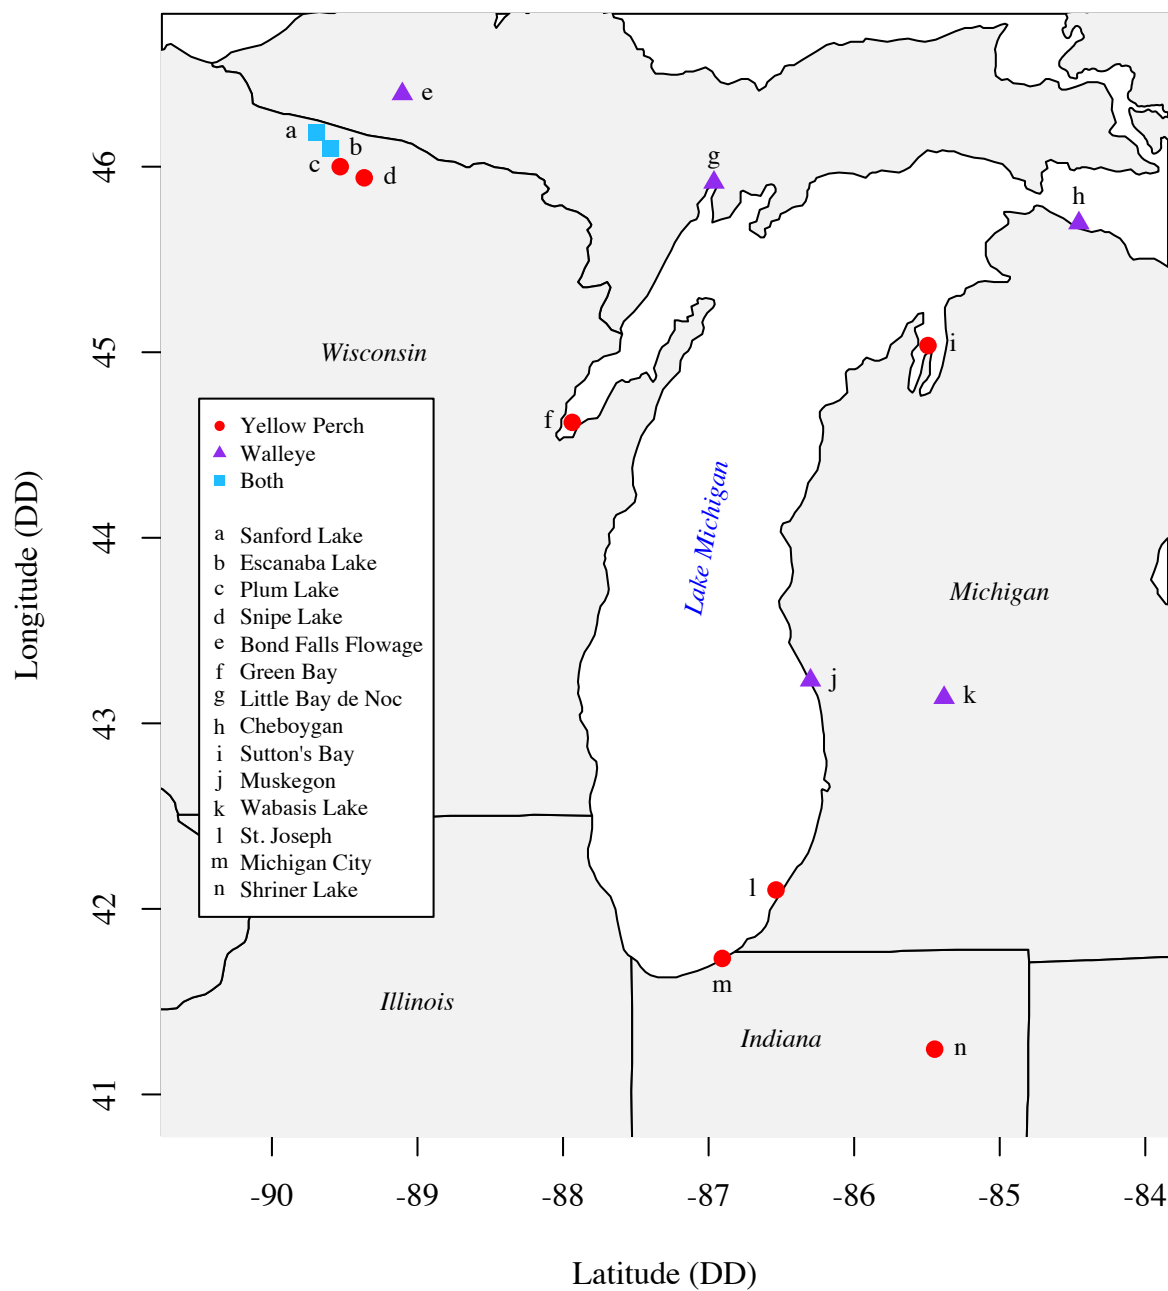 e
a
b
c
d
g
h
46
Wisconsin
i
45
f
Yellow Perch
Walleye
Both
Lake Michigan
44
a Sanford Lake
b Escanaba Lake
c Plum Lake
d Snipe Lake
e Bond Falls Flowage
f Green Bay
g Little Bay de Noc
h Cheboygan
i Sutton's Bay
j Muskegon
k Wabasis Lake
l St. Joseph
m Michigan City
n Shriner Lake
Michigan
Longitude (DD)
j
k
43
l
42
m
Illinois
Indiana
n
41
-90 -89 -88 -87 -86 -85 -84
Latitude (DD)